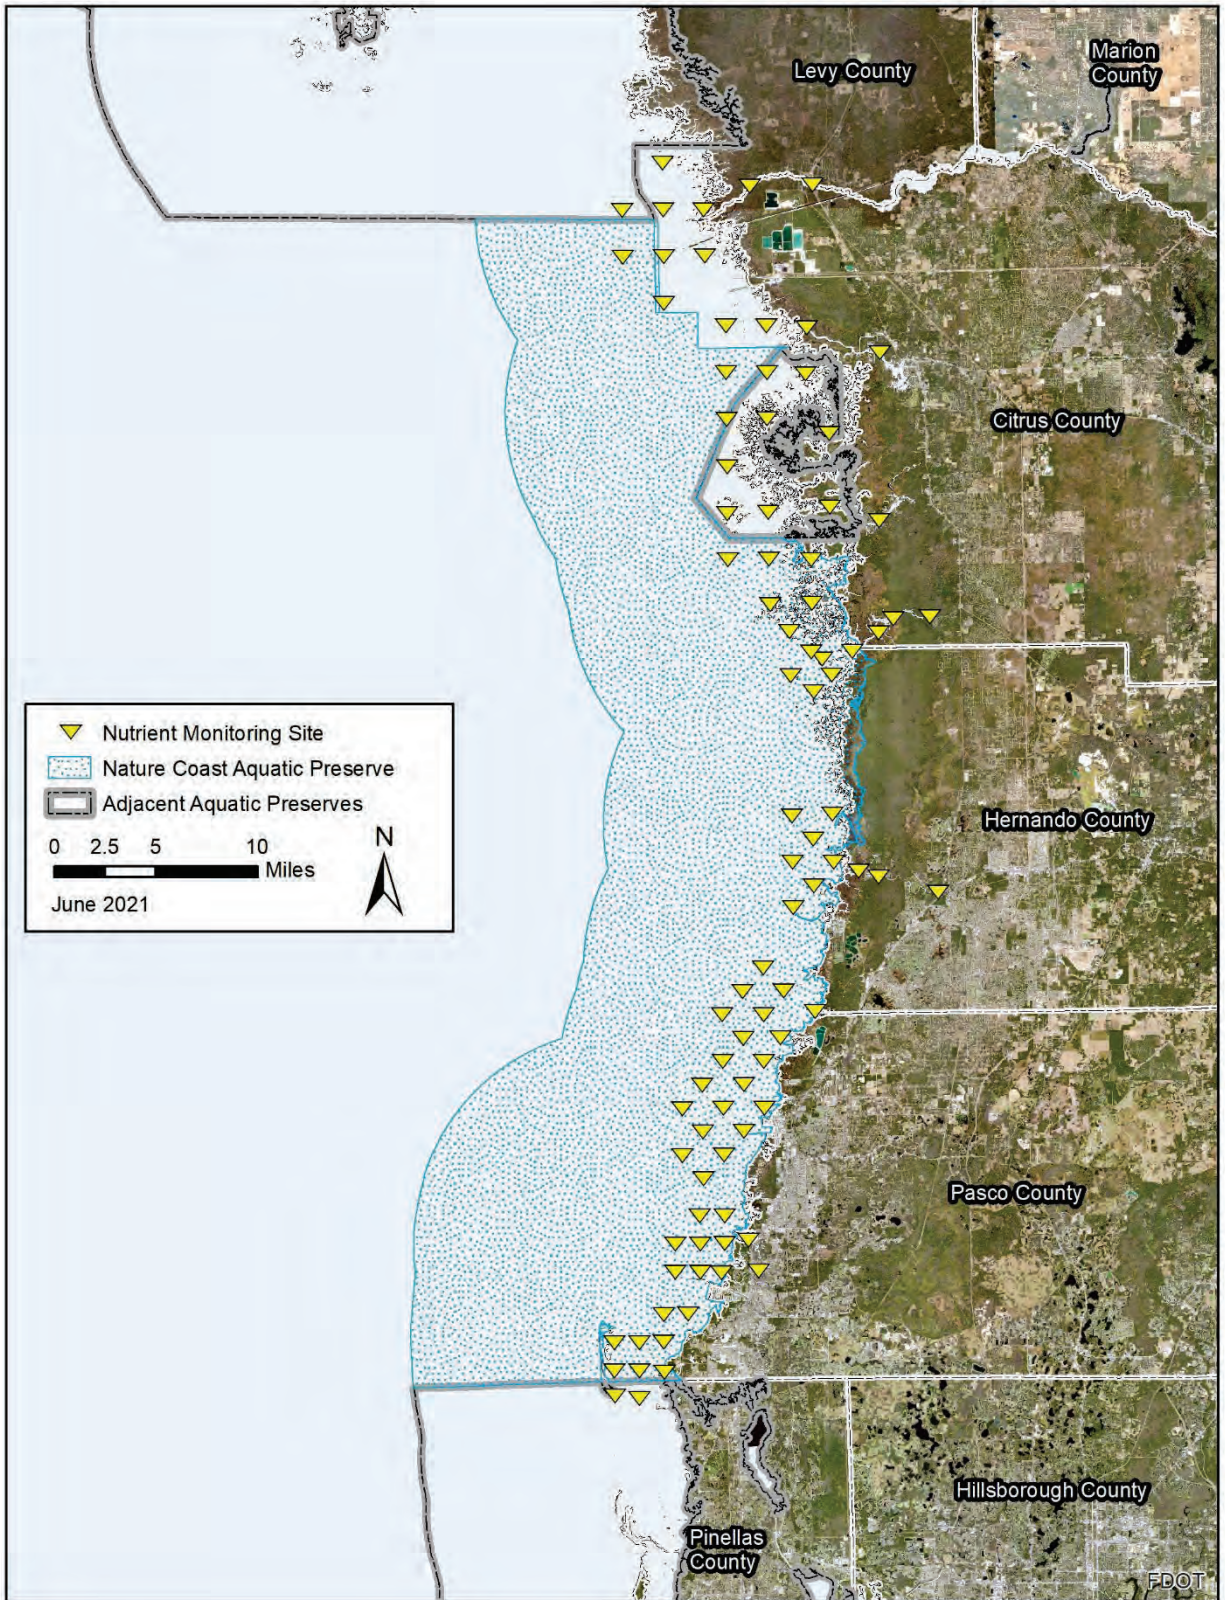 Levy County
Marion
County
Citrus County
Nutrient Monitoring Site
Nature Coast Aquatic Preserve
Adjacent Aquatic Preserves
0 2.5 5 10
Miles
N
June 2021
Hernando County
Pasco County
Hillsborough County
Pinellas
County
FDOT